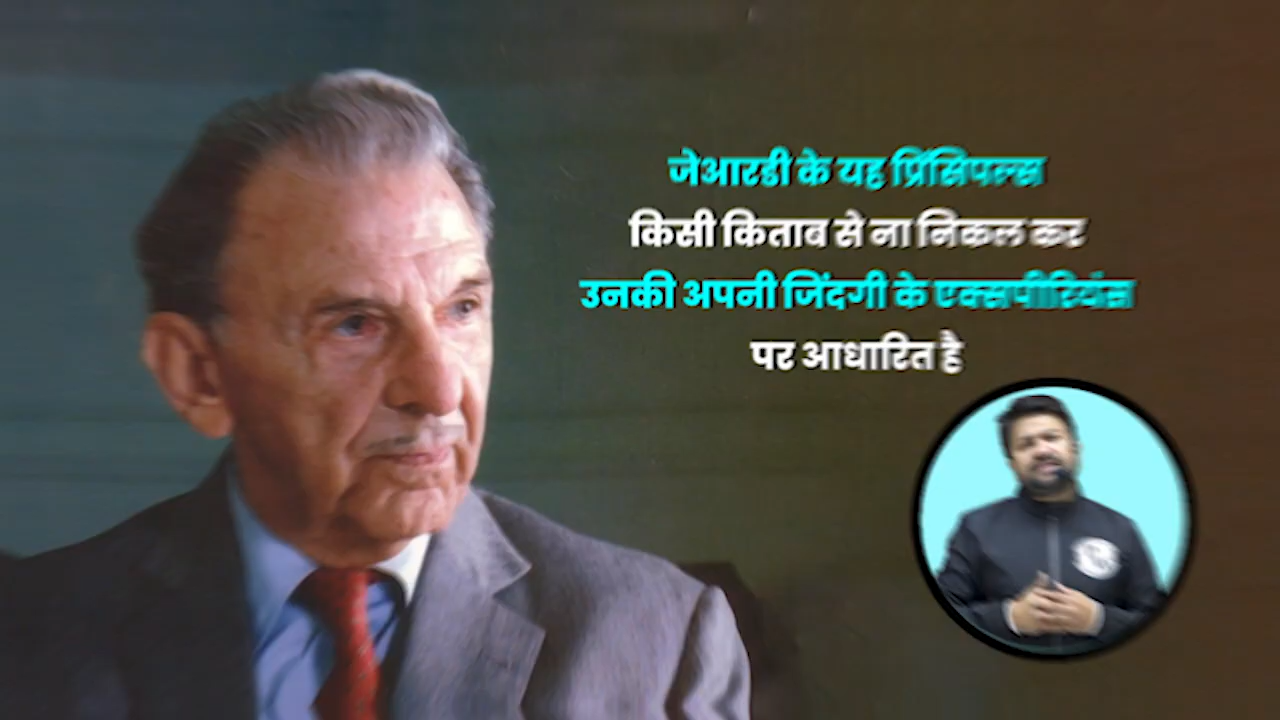 जेआरडी के यह प्रिंसिपल्स
किसी किताब से ना निकल कर
उनकी अपनी जिंदगी के एक्सपीरियंस
पर आधारित है